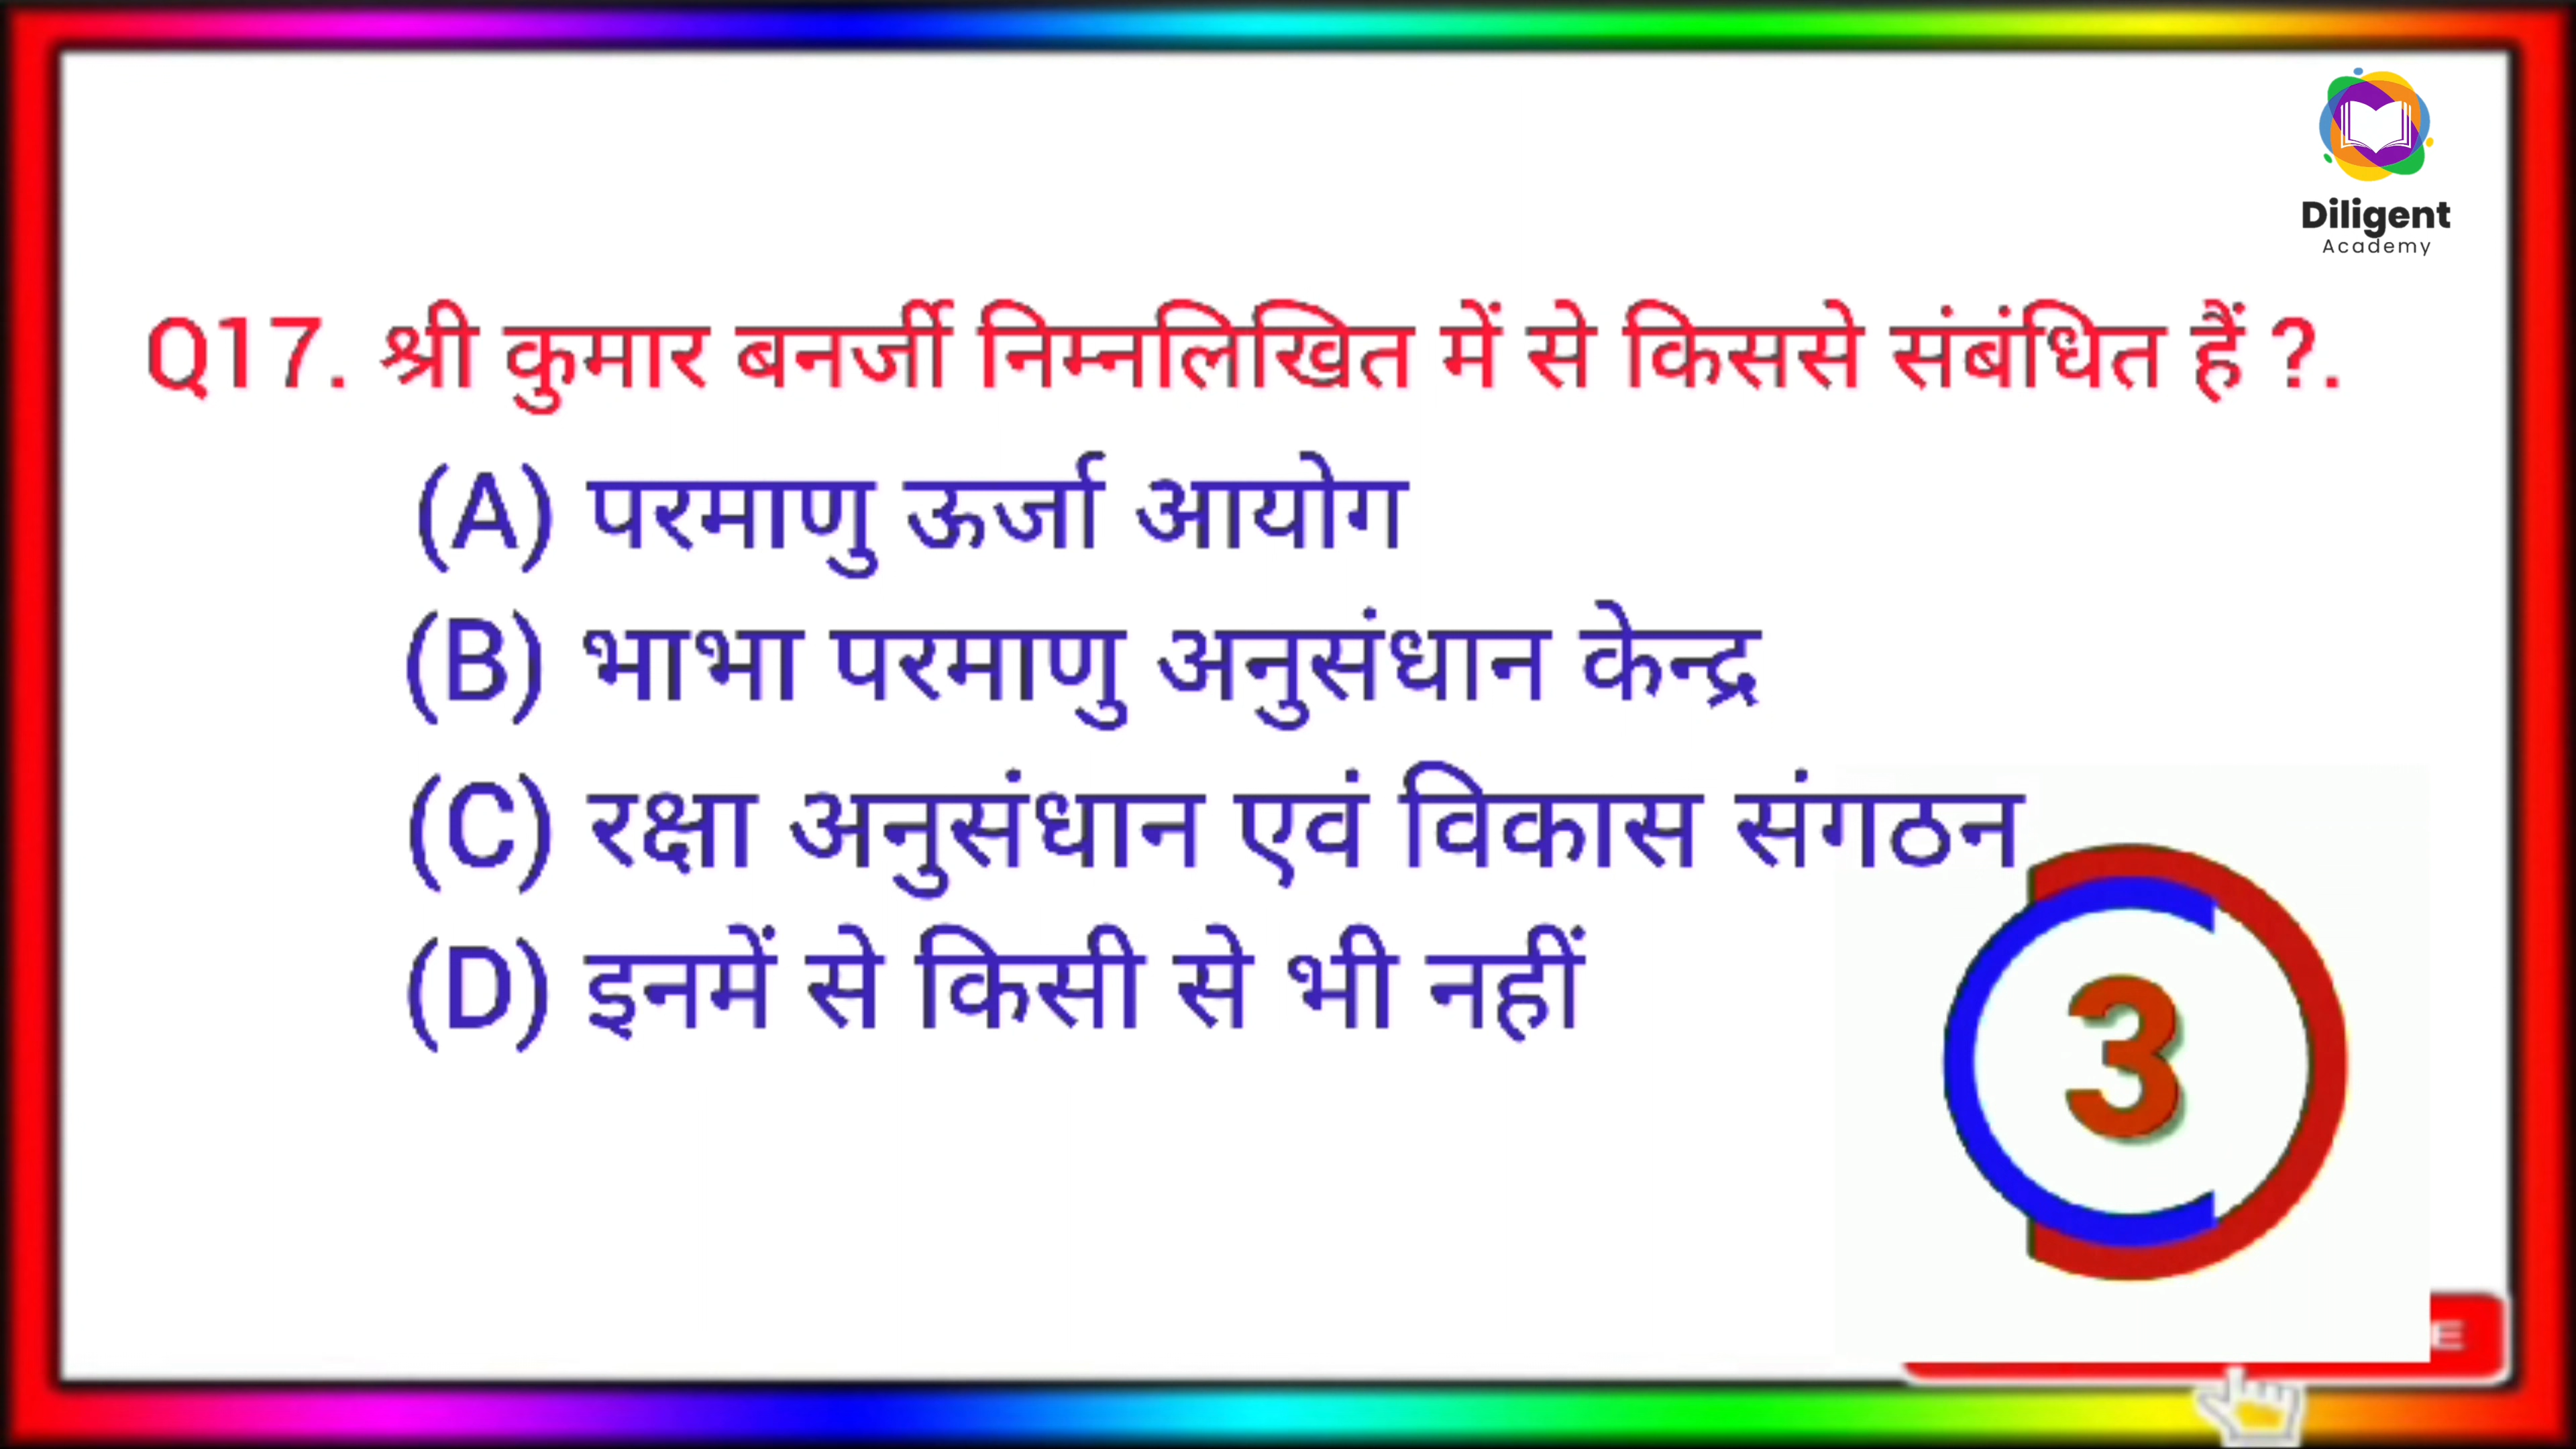 Diligent
Academy
Q17. श्री कुमार बनर्जी निम्नलिखित में से किससे संबंधित हैं ?.
(A) परमाणु ऊर्जा आयोग
(B) भाभा परमाणु अनुसंधान केन्द्र
(C) रक्षा अनुसंधान एवं विकास संगठन
(D) इनमें से किसी से भी नहीं
3
E